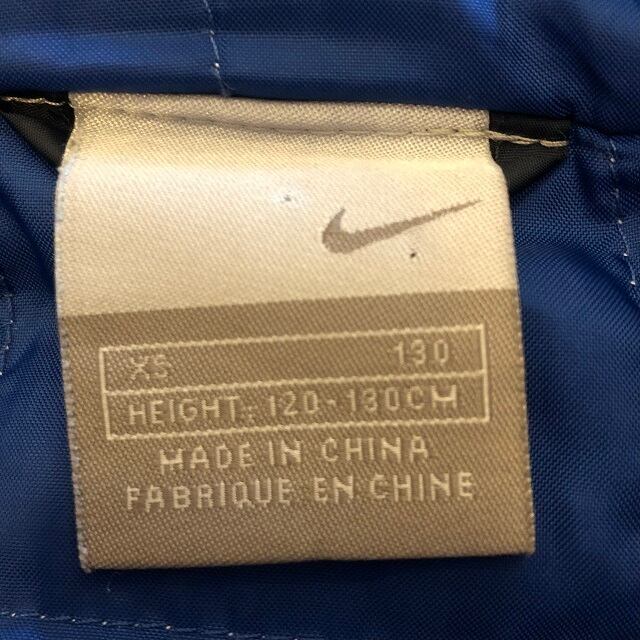 XS 130
HEIGHT: 120-130CM
MADE IN CHINA
FABRIQUE EN CHINE